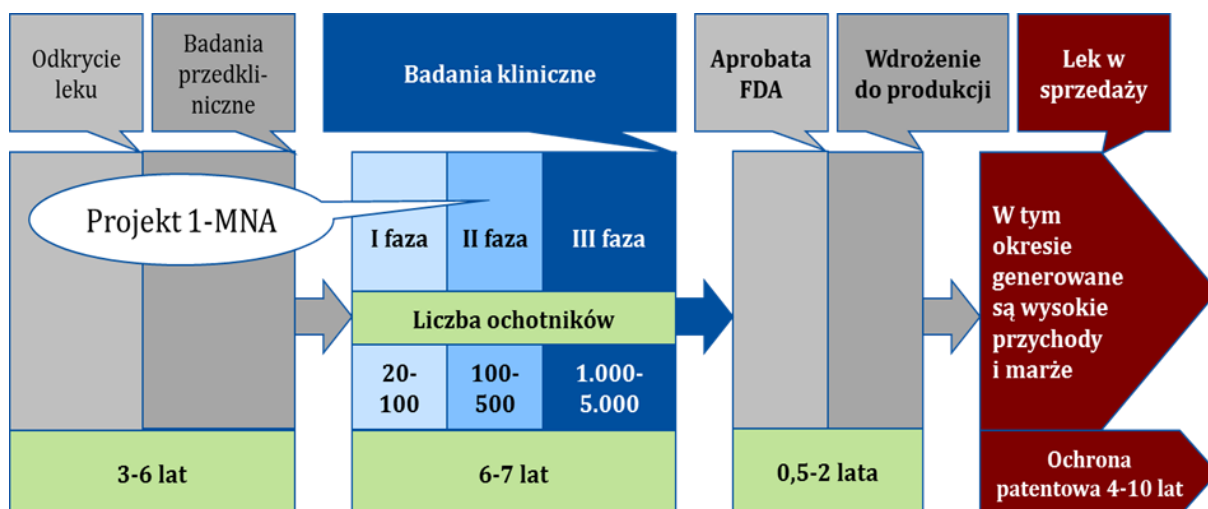 Odkrycie
leku
Badania
przedkli-
niczne
Badania kliniczne
Aprobata
FDA
Wdrożenie
do produkcji
Lek w
sprzedaży
Projekt 1-MNA
I faza
II faza
III faza
Liczba ochotników
20-
100
100-
500
1.000-
5.000
W tym
okresie
generowane
są wysokie
przychody
i marże
3-6 lat
6-7 lat
0,5-2 lata
Ochrona
patentowa 4-10 lat